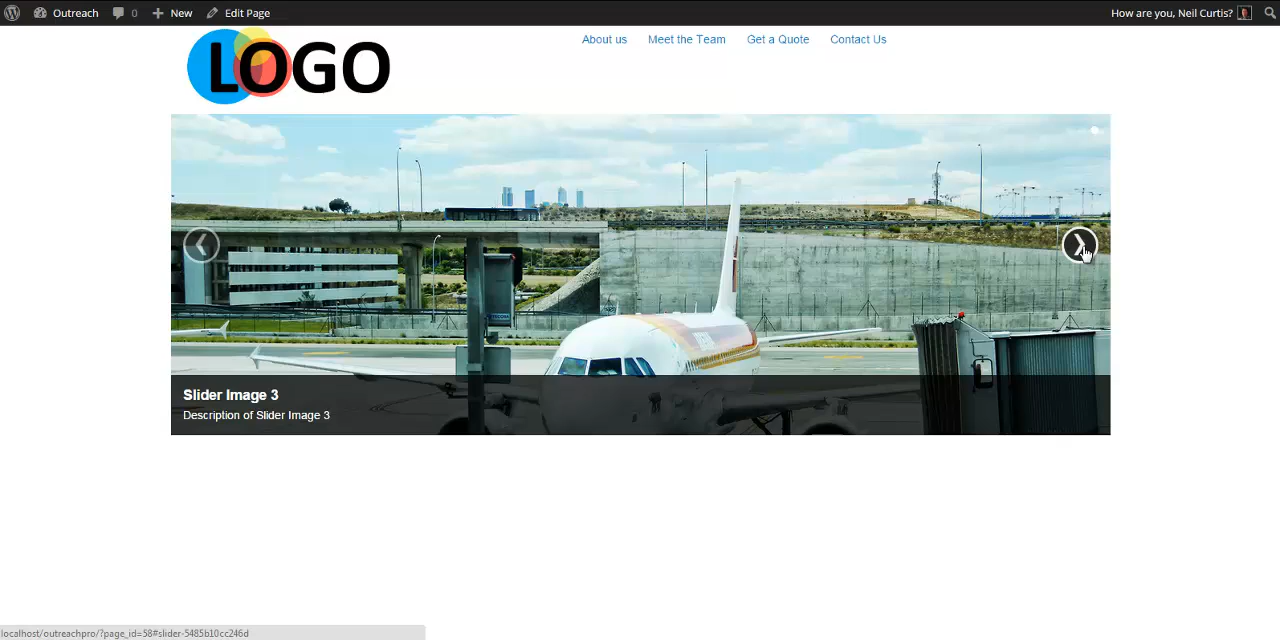 Outreach 0 New Edit Page How are you, Neil Curtis?
LOGO
About us Meet the Team Get a Quote Contact Us
Slider Image 3
Description of Slider Image 3
localhost/outreachpro/?page_id=58#slider-5485b10cc246d